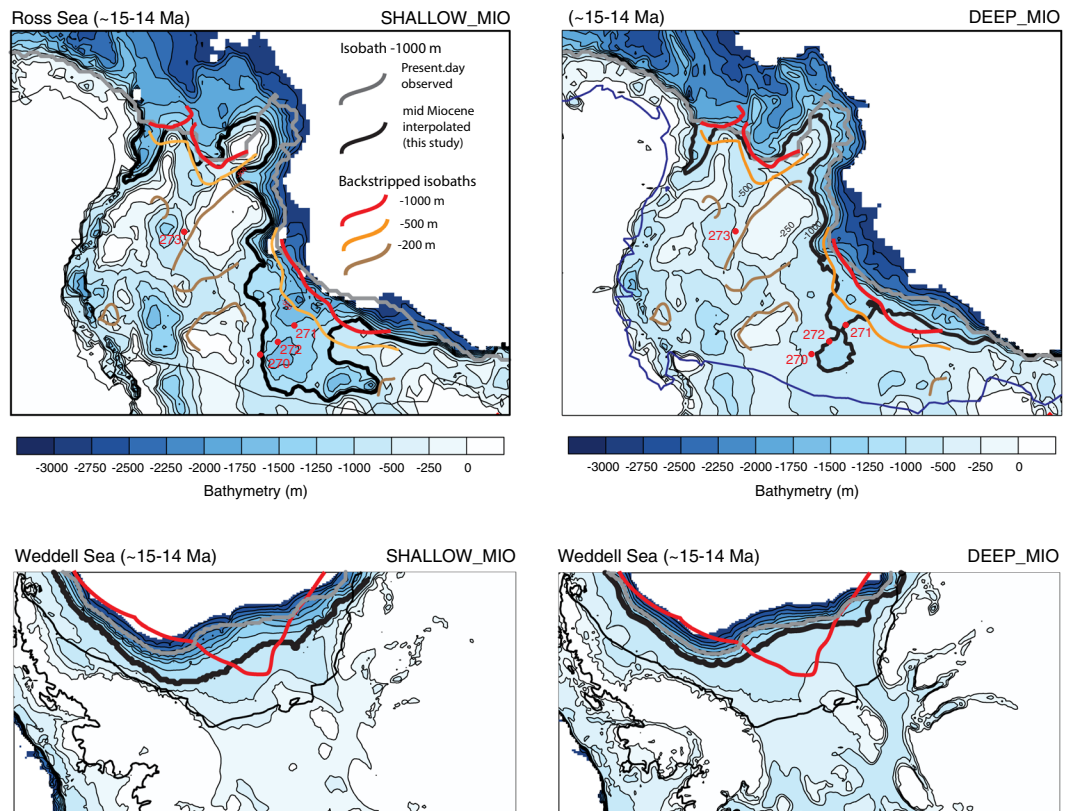 Ross Sea (~15-14 Ma) SHALLOW_MIO
Isobath -1000 m
Present.day
observed
mid Miocene
interpolated
(this study)
Backstripped isobaths
-1000 m
-500 m
-200 m
273
271
272
270
-3000 -2750 -2500 -2250 -2000 -1750 -1500 -1250 -1000 -500 -250 0
Bathymetry (m)
(~15-14 Ma) DEEP_MIO
-500
-250
-1000
273
272
271
270
-3000 -2750 -2500 -2250 -2000 -1750 -1500 -1250 -1000 -500 -250 0
Bathymetry (m)
Weddell Sea (~15-14 Ma) SHALLOW_MIO
Weddell Sea (~15-14 Ma) DEEP_MIO